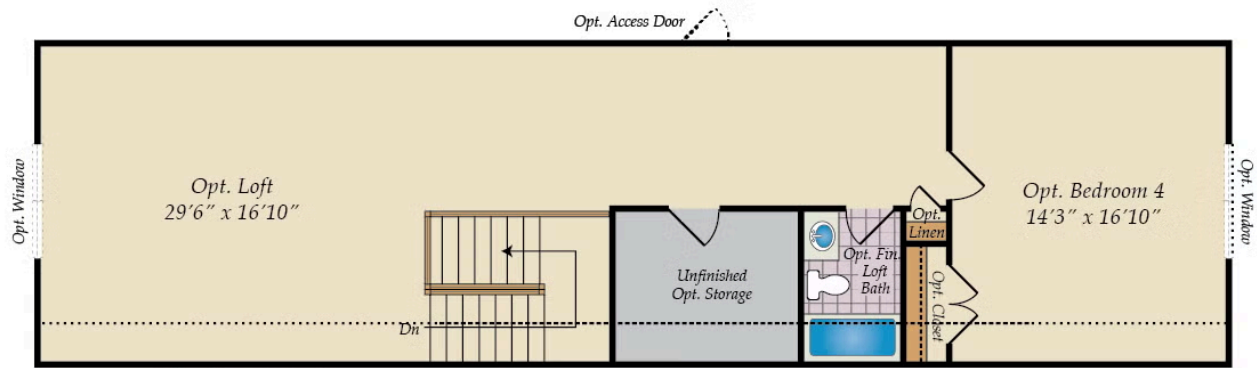 Opt. Access Door
Opt. Window
Opt. Loft
29'6" x 16'10"
Opt. Bedroom 4
14'3" x 16'10"
Opt. Window
Opt.
Linen
Opt. Fin.
Loft
Bath
Unfinished
Opt. Storage
Opt. Closet
Dn